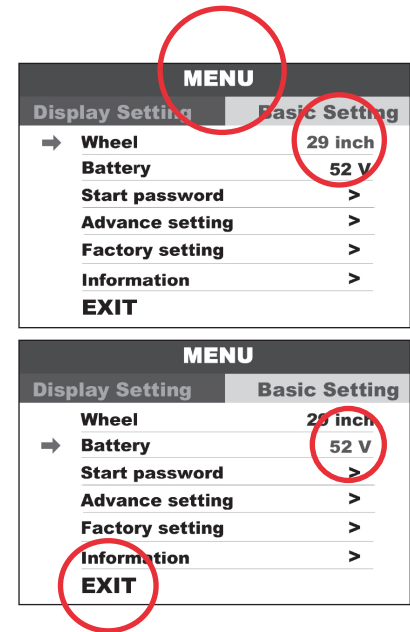 MENU
Display Setting Basic Setting
Wheel 29 inch
Battery 52 V
Start password >
Advance setting >
Factory setting >
Information >
EXIT
MENU
Display Setting Basic Setting
Wheel 29 inch
Battery 52 V
Start password >
Advance setting >
Factory setting >
Information >
EXIT